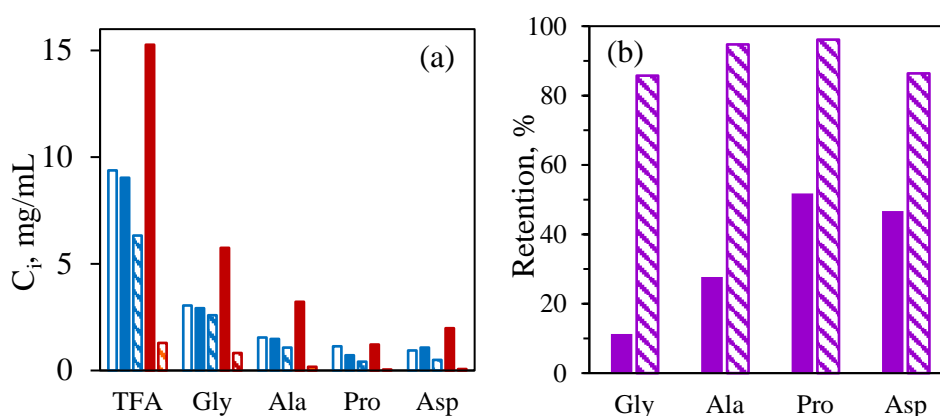 (a)
C_i, mg/mL
15
10
5
0
TFA Gly Ala Pro Asp
(b)
Retention, %
100
80
60
40
20
0
Gly Ala Pro Asp